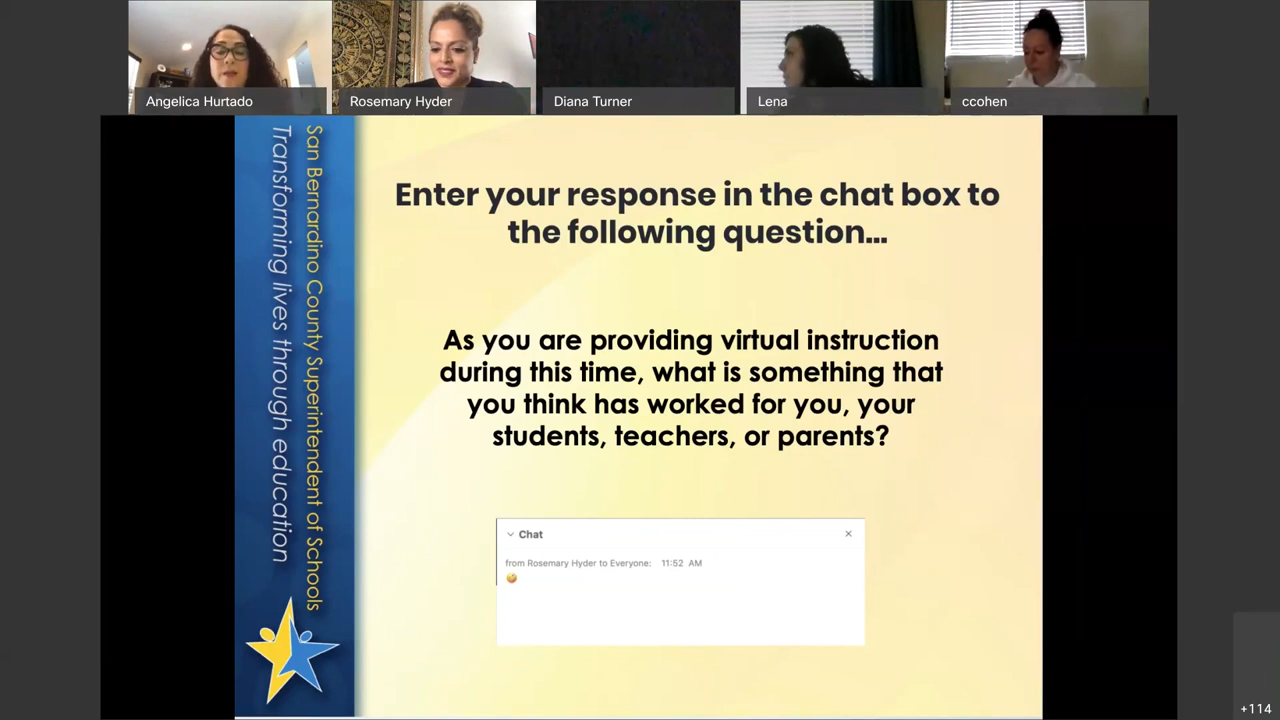 Angelica Hurtado
Rosemary Hyder
Diana Turner
Lena
ccohen
San Bernardino County Superintendent of Schools
Transforming lives through education
Enter your response in the chat box to
the following question...
As you are providing virtual instruction
during this time, what is something that
you think has worked for you, your
students, teachers, or parents?
Chat
from Rosemary Hyder to Everyone: 11:52 AM
🤣
+114